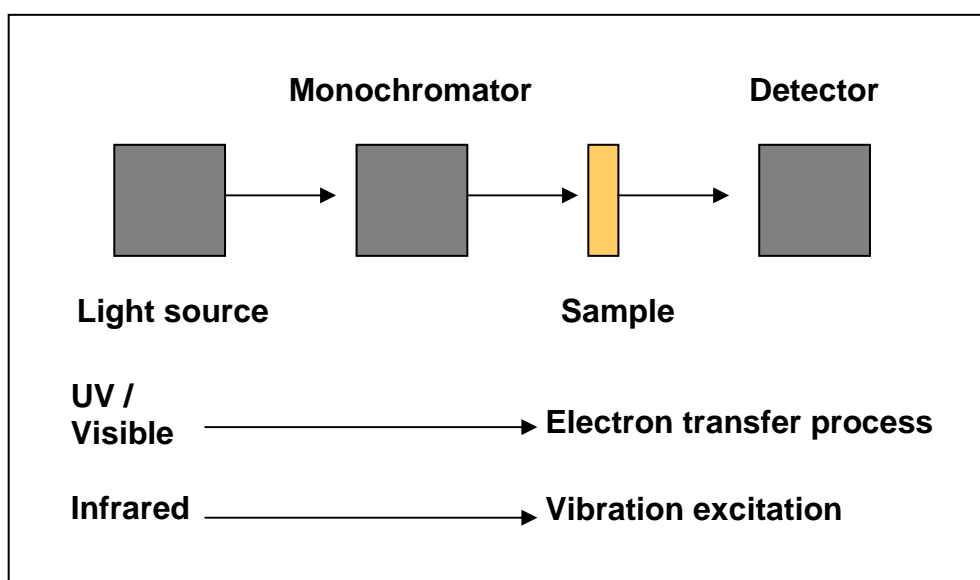 Monochromator
Detector
Light source
Sample
UV /
Visible
Electron transfer process
Infrared
Vibration excitation